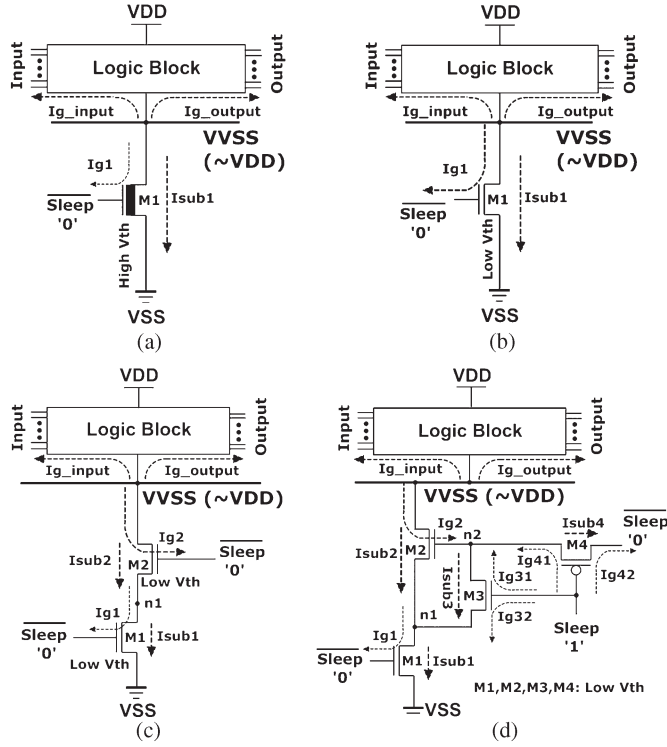 VDD
Input
Logic Block
Output
Ig_input
Ig_output
VVSS
(~VDD)
Ig1
Isub1
Sleep
'0'
M1
High Vth
VSS
(a)
VDD
Input
Logic Block
Output
Ig_input
Ig_output
VVSS
(~VDD)
Ig1
Isub1
Sleep
'0'
M1
Low Vth
VSS
(b)
VDD
Input
Logic Block
Output
Ig_input
Ig_output
VVSS (~VDD)
Ig2
Isub2
M2
Sleep
'0'
Low Vth
n1
Ig1
Sleep
'0'
M1
Isub1
Low Vth
VSS
(c)
VDD
Input
Logic Block
Output
Ig_input
Ig_output
VVSS (~VDD)
Ig2
n2
Isub4
Sleep
'0'
M4
Isub2
M2
Ig41
Ig42
Ig31
Isub3
M3
Ig32
n1
Sleep
'1'
Ig1
Sleep
'0'
M1
Isub1
M1,M2,M3,M4: Low Vth
VSS
(d)